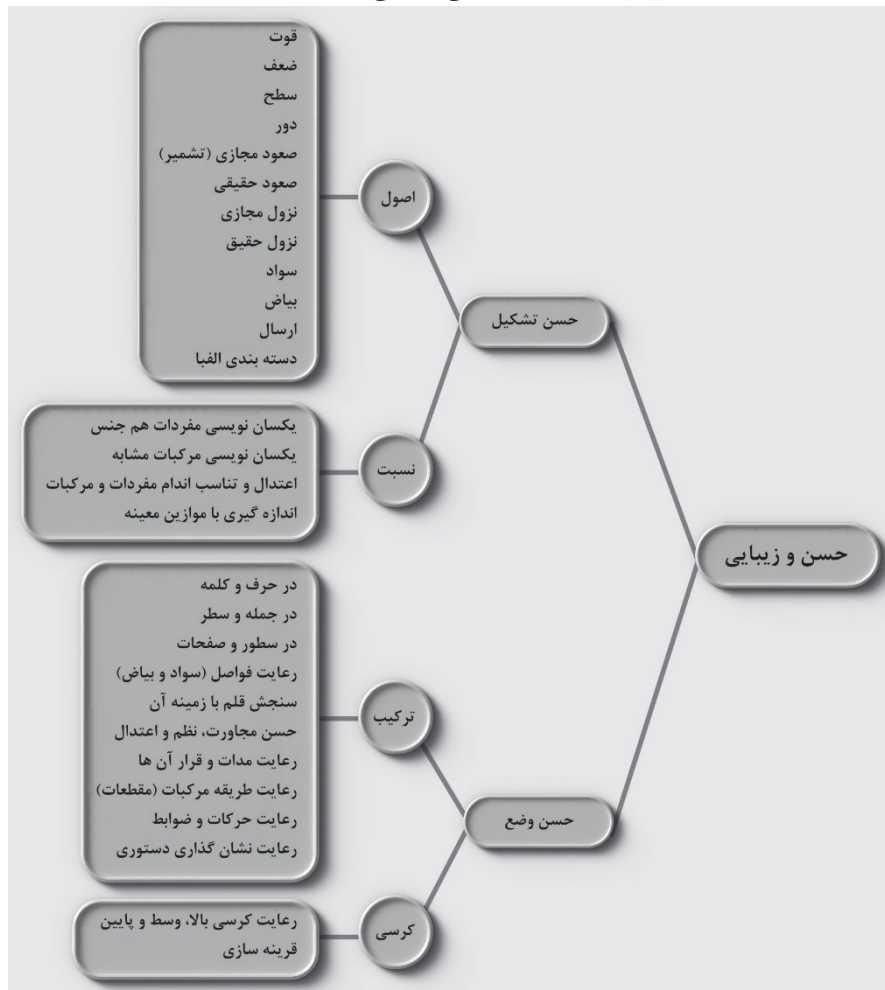 حسن و زیبایی
حسن تشکیل
اصول
قوت
ضعف
سطح
دور
صعود مجازی (تشمیر)
صعود حقیقی
نزول مجازی
نزول حقیق
سواد
بیاض
ارسال
دسته بندی الفبا
نسبت
یکسان نویسی مفردات هم جنس
یکسان نویسی مرکبات مشابه
اعتدال و تناسب اندام مفردات و مرکبات
اندازه گیری با موازین معینه
حسن وضع
ترکیب
در حرف و کلمه
در جمله و سطر
در سطور و صفحات
رعایت فواصل (سواد و بیاض)
سنجش قلم با زمینه آن
حسن مجاورت، نظم و اعتدال
رعایت مدات و قرار آن ها
رعایت طریقه مرکبات (مقطعات)
رعایت حرکات و ضوابط
رعایت نشان گذاری دستوری
کرسی
رعایت کرسی بالا، وسط و پایین
قرینه سازی